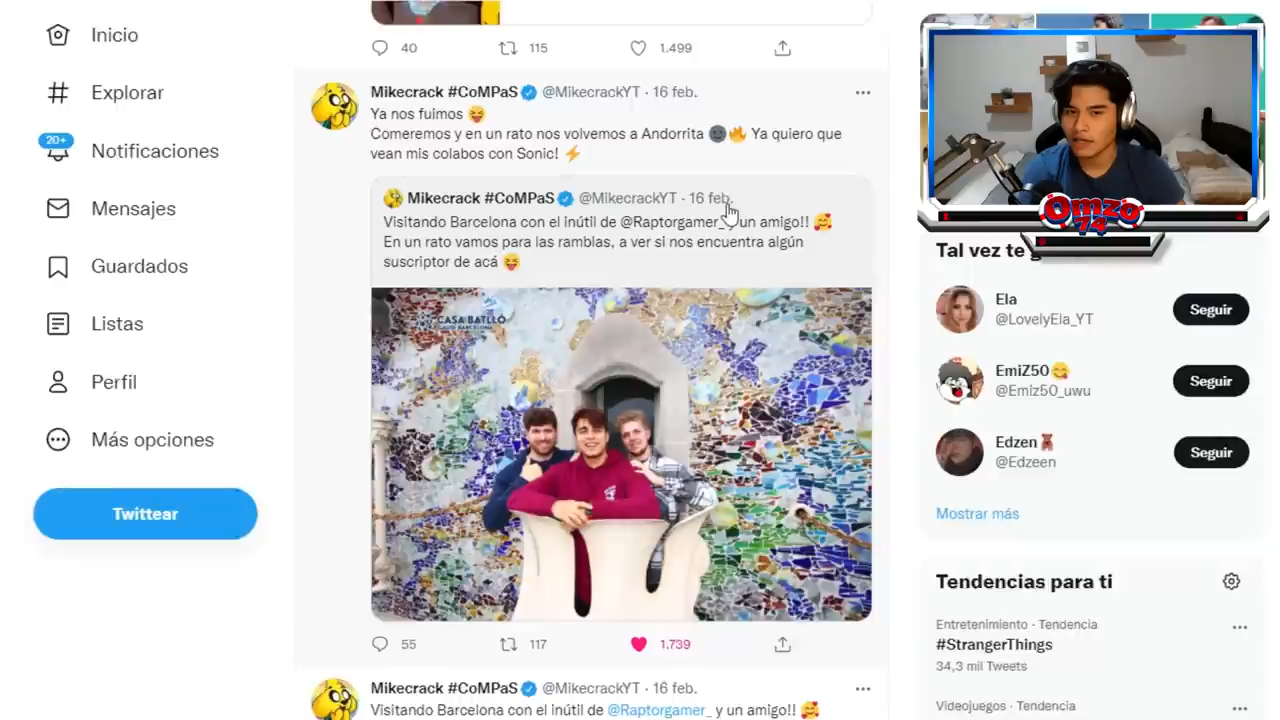 Inicio
Explorar
20+
Notificaciones
Mensajes
Guardados
Listas
Perfil
Más opciones
Twittear
40
115
1.499
Mikecrack #CoMPaS @MikecrackYT · 16 feb.
Ya nos fuimos 😝
Comeremos y en un rato nos volvemos a Andorrita 🌚🔥 Ya quiero que
vean mis colabos con Sonic! ⚡
Mikecrack #CoMPaS @MikecrackYT · 16 feb.
Visitando Barcelona con el inútil de @Raptorgamer_ y un amigo!! 🥰
En un rato vamos para las ramblas, a ver si nos encuentra algún
suscriptor de acá 😝
CASA BATLLÓ
GAUDÍ BARCELONA
55
117
1.739
Mikecrack #CoMPaS @MikecrackYT · 16 feb.
Visitando Barcelona con el inútil de @Raptorgamer_ y un amigo!! 🥰
Omzo
74
Tal vez te g
Ela
@LovelyEla_YT
Seguir
EmiZ50😋
@Emiz50_uwu
Seguir
Edzen🧸
@Edzeen
Seguir
Mostrar más
Tendencias para ti
Entretenimiento · Tendencia
#StrangerThings
34,3 mil Tweets
Videojuegos · Tendencia